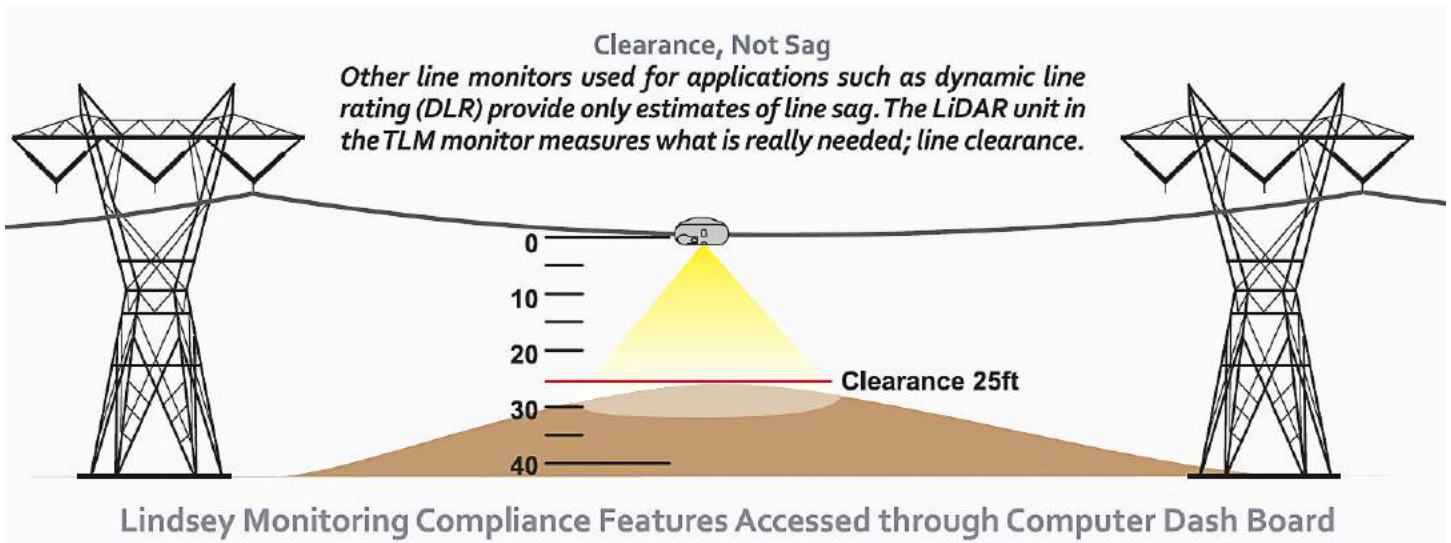 Clearance, Not Sag
Other line monitors used for applications such as dynamic line
rating (DLR) provide only estimates of line sag. The LiDAR unit in
the TLM monitor measures what is really needed; line clearance.
0
10
20
Clearance 25ft
30
40
Lindsey Monitoring Compliance Features Accessed through Computer Dash Board